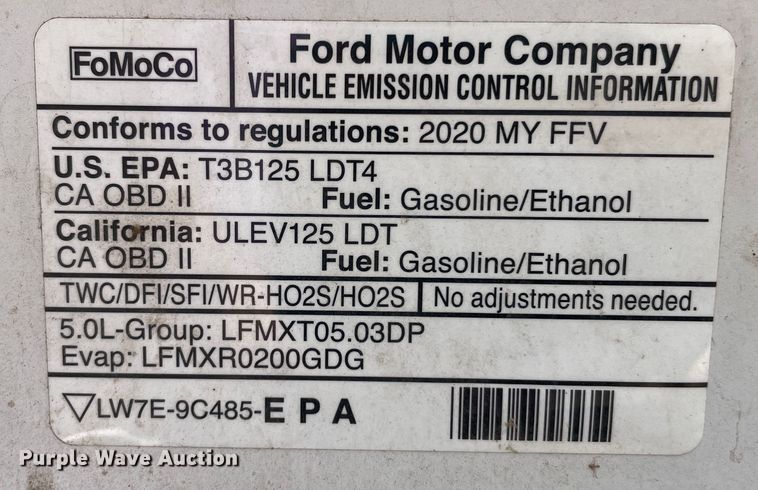 FoMoCo
Ford Motor Company
VEHICLE EMISSION CONTROL INFORMATION
Conforms to regulations: 2020 MY FFV
U.S. EPA: T3B125 LDT4
CA OBD II Fuel: Gasoline/Ethanol
California: ULEV125 LDT
CA OBD II Fuel: Gasoline/Ethanol
TWC/DFI/SFI/WR-HO2S/HO2S No adjustments needed.
5.0L-Group: LFMXT05.03DP
Evap: LFMXR0200GDG
▽LW7E-9C485-E P A
Purple Wave Auction